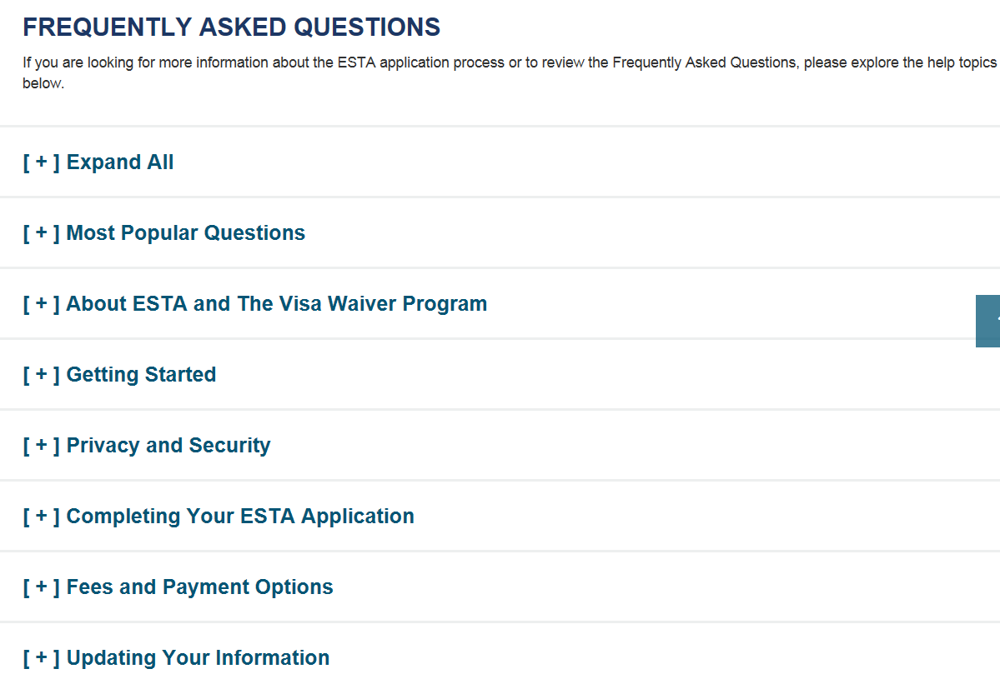 FREQUENTLY ASKED QUESTIONS
If you are looking for more information about the ESTA application process or to review the Frequently Asked Questions, please explore the help topics
below.
[ + ] Expand All
[ + ] Most Popular Questions
[ + ] About ESTA and The Visa Waiver Program
[ + ] Getting Started
[ + ] Privacy and Security
[ + ] Completing Your ESTA Application
[ + ] Fees and Payment Options
[ + ] Updating Your Information